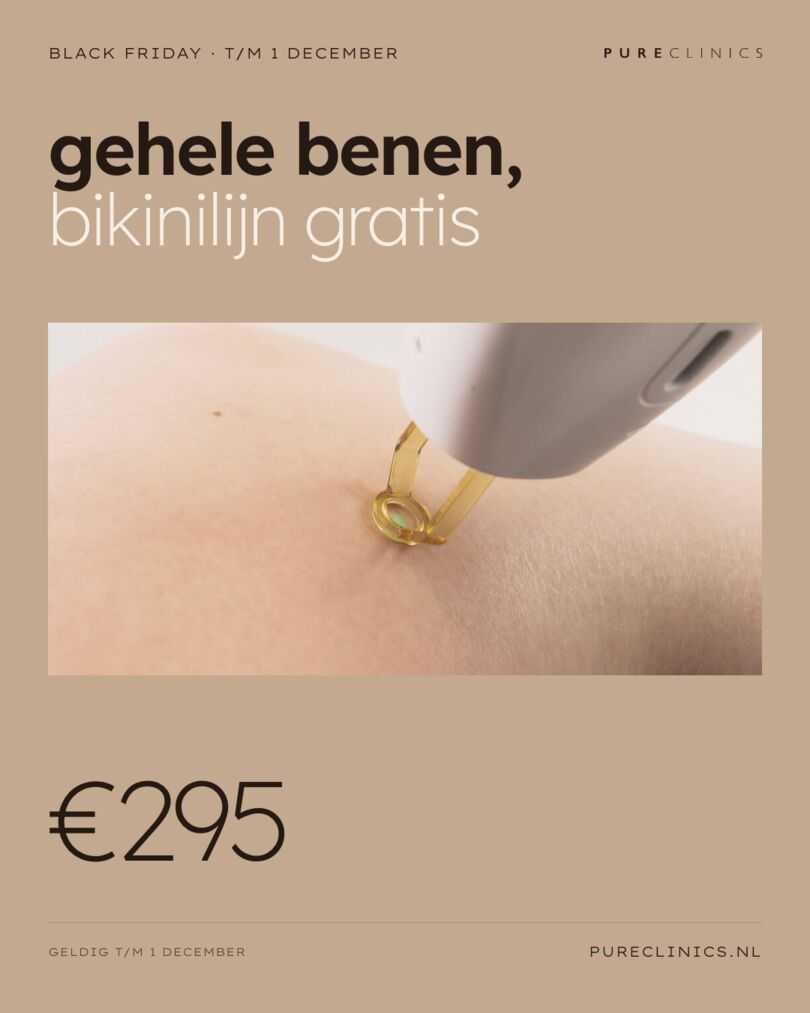 BLACK FRIDAY · T/M 1 DECEMBER
PURECLINICS
gehele benen,
bikinilijn gratis
€295
GELDIG T/M 1 DECEMBER
PURECLINICS.NL